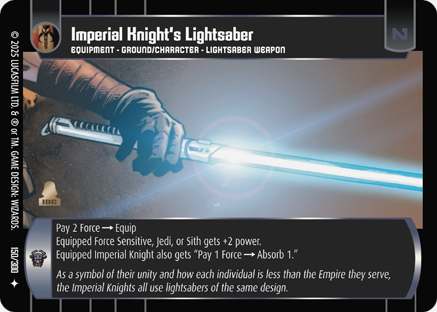 Imperial Knight's Lightsaber
EQUIPMENT - GROUND/CHARACTER - LIGHTSABER WEAPON
N
© 2025 LUCASFILM LTD. & ® or TM. GAME DESIGN: WIZARDS. 150/300
IDC
Pay 2 Force → Equip
Equipped Force Sensitive, Jedi, or Sith gets +2 power.
Equipped Imperial Knight also gets "Pay 1 Force → Absorb 1."
As a symbol of their unity and how each individual is less than the Empire they serve,
the Imperial Knights all use lightsabers of the same design.